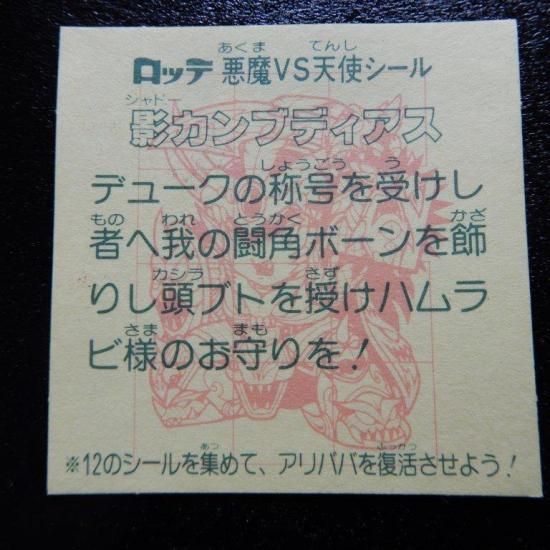 ロッテ 悪魔VS天使シール
影カンブディアス
デュークの称号を受けし
者へ我の闘角ボーンを飾
りし頭ブトを授けハムラ
ビ様のお守りを!
※12のシールを集めて、アリババを復活させよう!